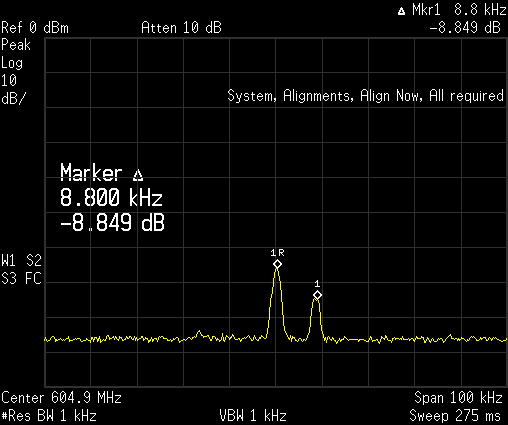 Δ Mkr1 8.8 kHz
Ref 0 dBm Atten 10 dB -8.849 dB
Peak
Log
10
dB/
System, Alignments, Align Now, All required
Marker Δ
8.800 kHz
-8.849 dB
1R
1
W1 S2
S3 FC
Center 604.9 MHz Span 100 kHz
#Res BW 1 kHz VBW 1 kHz Sweep 275 ms